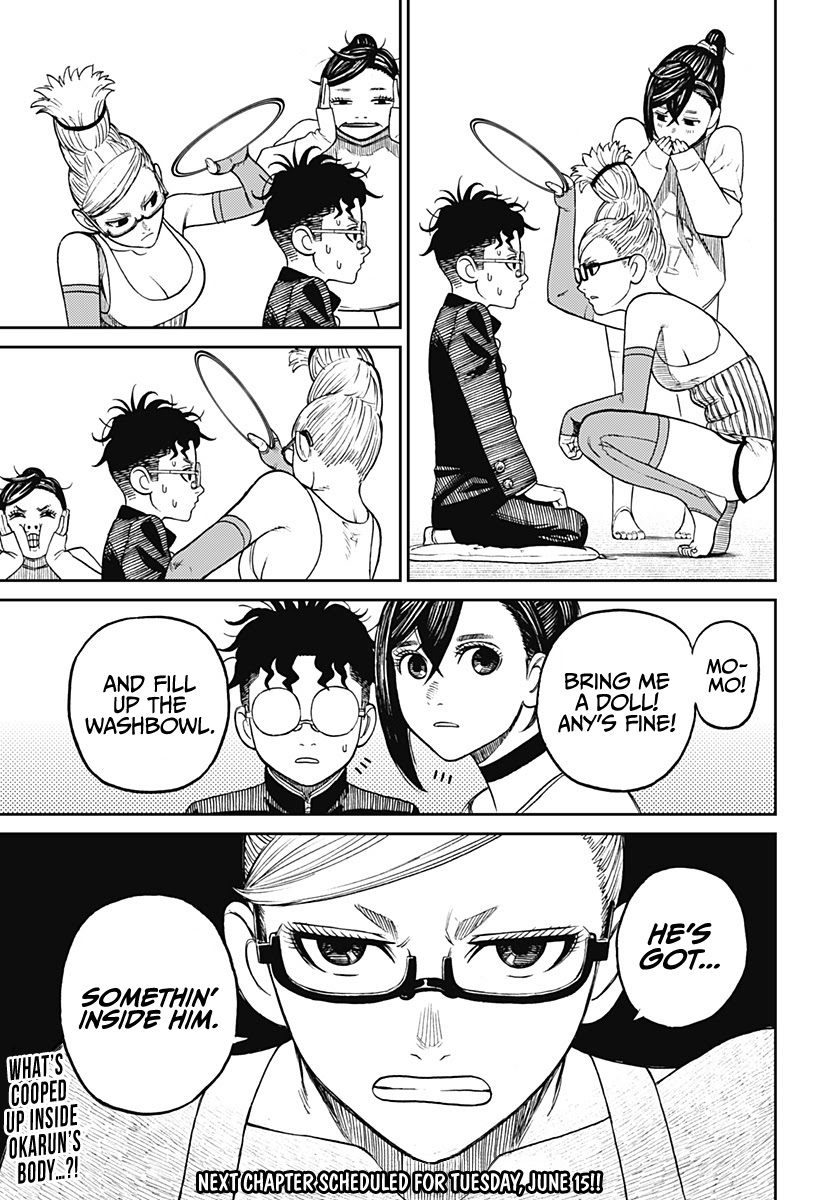 MO-
MO!
BRING ME
A DOLL!
ANY'S FINE!
AND FILL
UP THE
WASHBOWL.
HE'S
GOT...
SOMETHIN'
INSIDE HIM.
WHAT'S
COOPED
UP INSIDE
OKARUN'S
BODY...?!
NEXT CHAPTER SCHEDULED FOR TUESDAY, JUNE 15!!